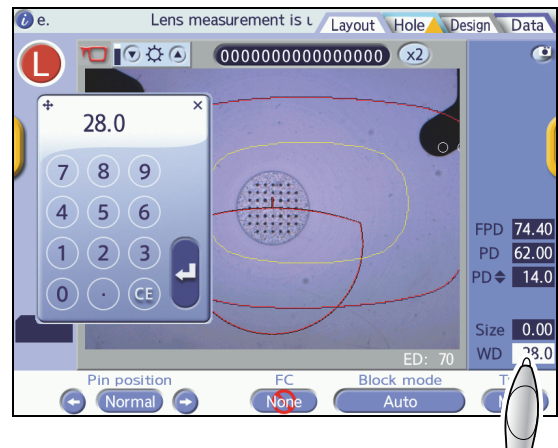 i e. Lens measurement is
Layout Hole Design Data
L
00000000000000000 x2
28.0
7 8 9
4 5 6
1 2 3
0 . CE
FPD 74.40
PD 62.00
PD 14.0
Size 0.00
WD 28.0
ED: 70
Pin position FC Block mode
Normal None Auto